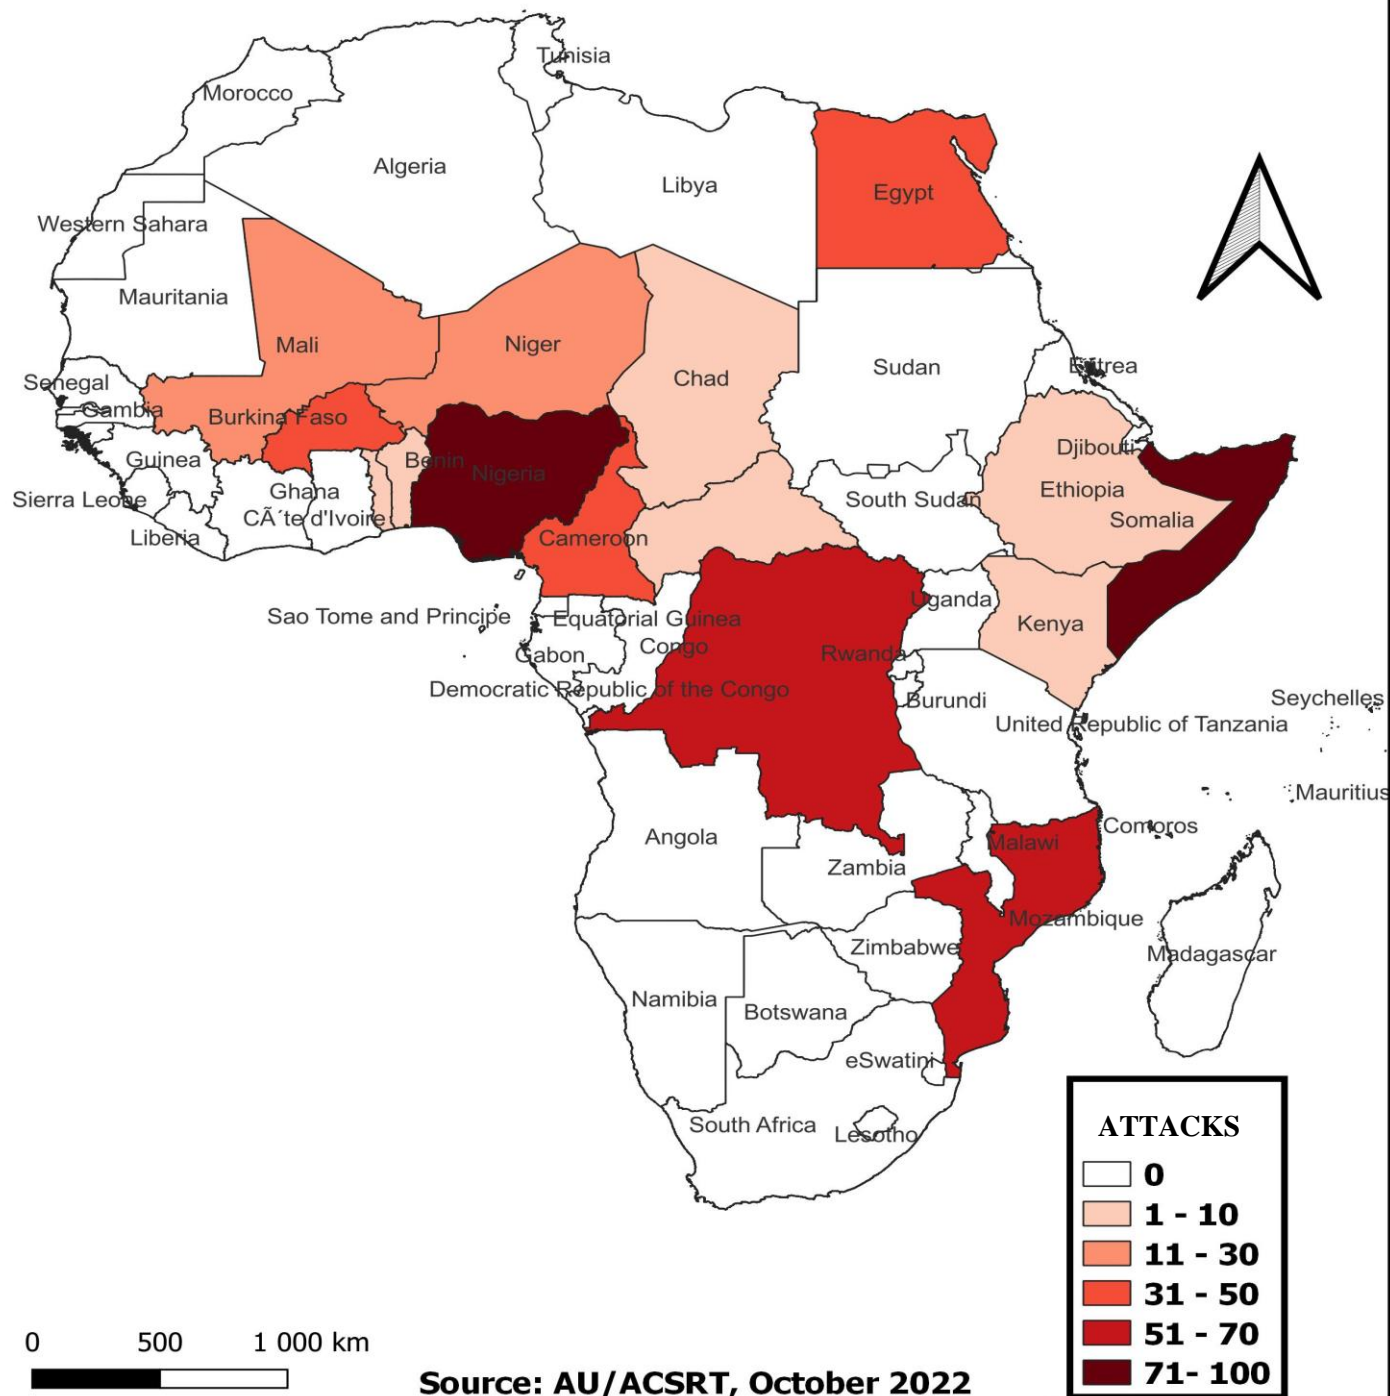 Tunisia
Morocco
Algeria
Libya
Egypt
Western Sahara
Mauritania
Mali
Niger
Chad
Sudan
Eritrea
Senegal
Gambia
Burkina Faso
Djibouti
Guinea
Benin
Nigeria
Ghana
South Sudan
Ethiopia
Sierra Leone
CÃ´te d'Ivoire
Somalia
Liberia
Cameroon
Uganda
Sao Tome and Principe
Equatorial Guinea
Kenya
Congo
Gabon
Rwanda
Democratic Republic of the Congo
Burundi
Seychelles
United Republic of Tanzania
Mauritius
Comoros
Angola
Malawi
Zambia
Mozambique
Zimbabwe
Madagascar
Namibia
Botswana
eSwatini
South Africa
Lesotho
ATTACKS
0
1 - 10
11 - 30
31 - 50
51 - 70
71- 100
0 500 1 000 km
Source: AU/ACSRT, October 2022